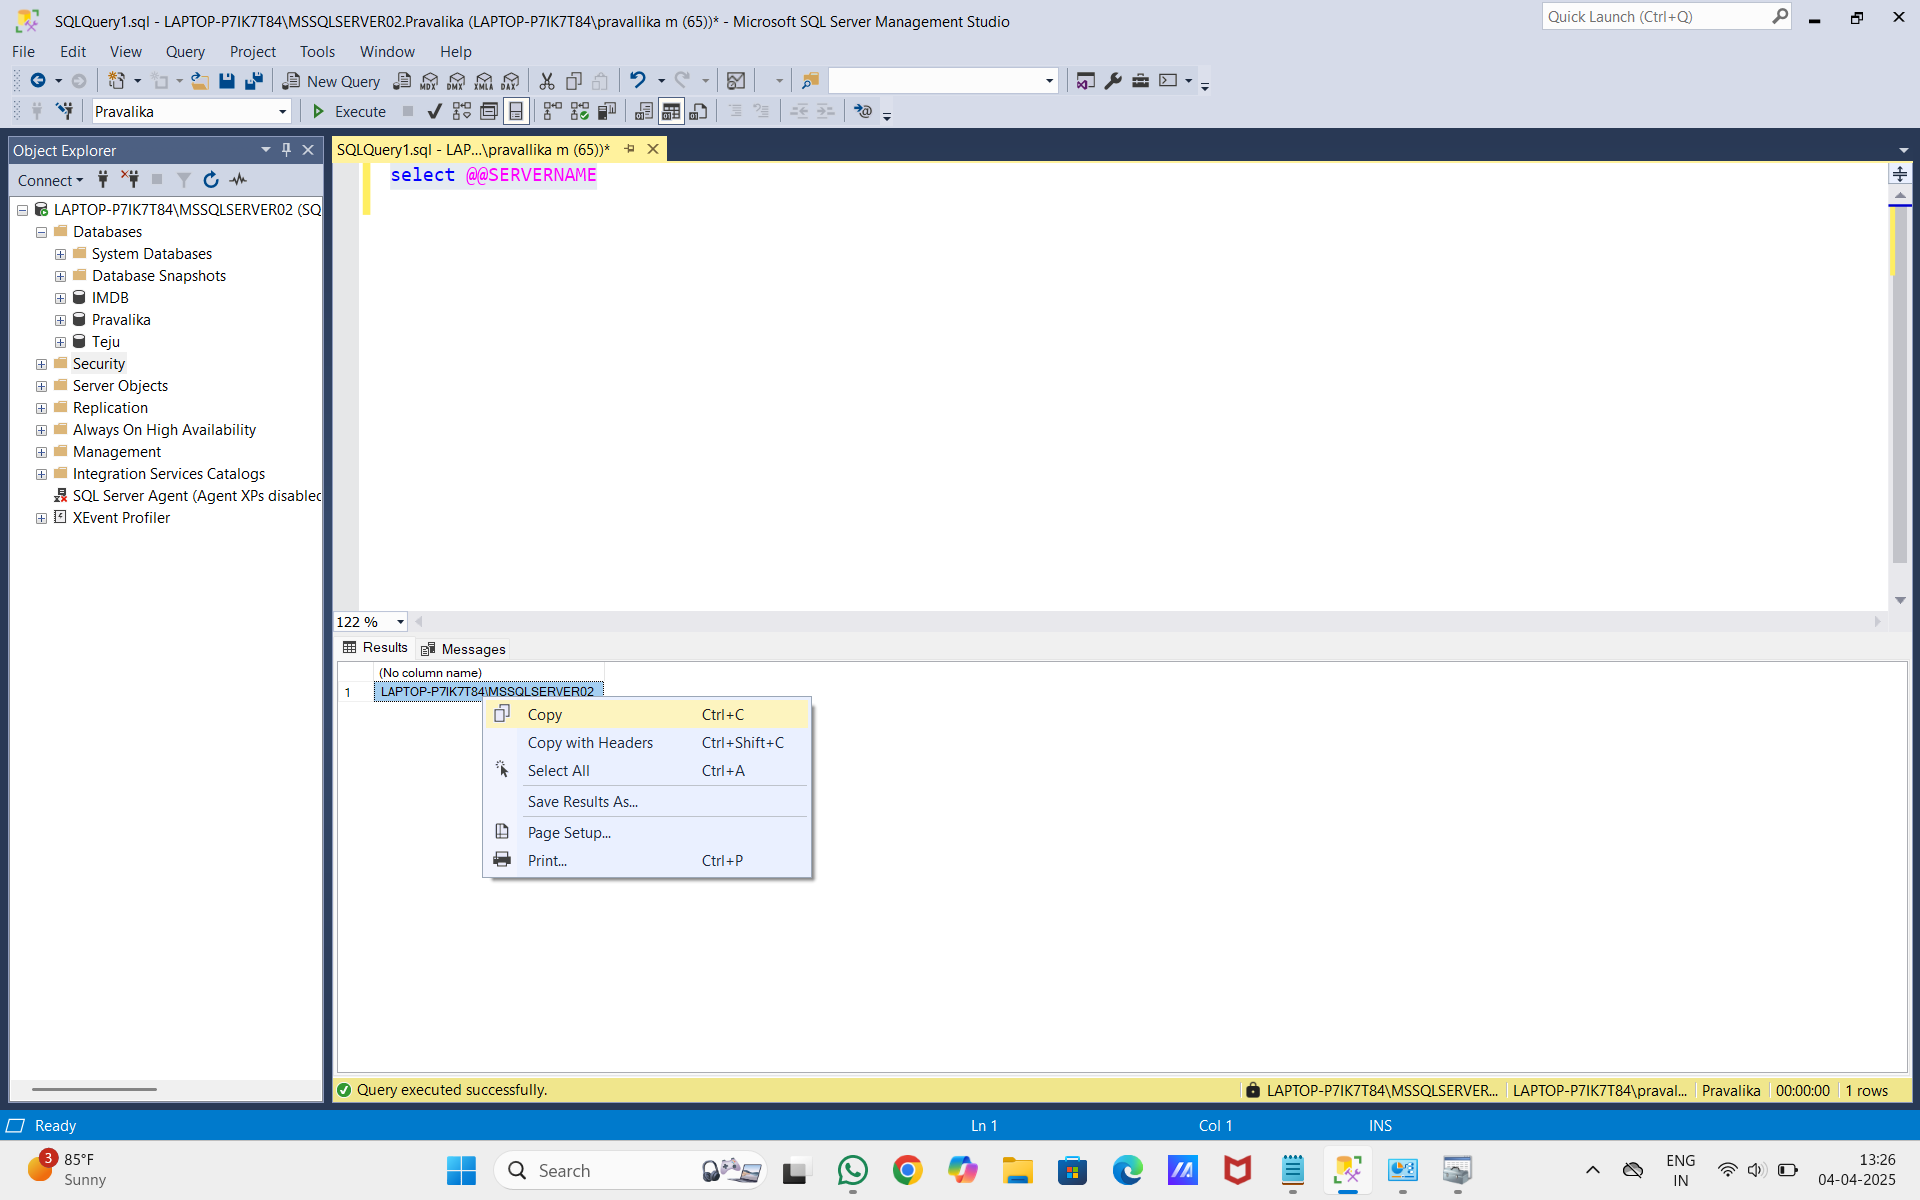 SQLQuery1.sql - LAPTOP-P7IK7T84\MSSQLSERVER02.Pravalika (LAPTOP-P7IK7T84\pravallika m (65))* - Microsoft SQL Server Management Studio
Quick Launch (Ctrl+Q)
File Edit View Query Project Tools Window Help
New Query MDX DMX XMLA DAX
Pravalika Execute
Object Explorer
SQLQuery1.sql - LAP...\pravallika m (65))*
Connect
select @@SERVERNAME
LAPTOP-P7IK7T84\MSSQLSERVER02 (SQ
Databases
System Databases
Database Snapshots
IMDB
Pravalika
Teju
Security
Server Objects
Replication
Always On High Availability
Management
Integration Services Catalogs
SQL Server Agent (Agent XPs disabled
XEvent Profiler
122 %
Results Messages
(No column name)
1 LAPTOP-P7IK7T84\MSSQLSERVER02
Copy Ctrl+C
Copy with Headers Ctrl+Shift+C
Select All Ctrl+A
Save Results As...
Page Setup...
Print... Ctrl+P
Query executed successfully. LAPTOP-P7IK7T84\MSSQLSERVER... LAPTOP-P7IK7T84\praval... Pravalika 00:00:00 1 rows
Ready Ln 1 Col 1 INS
3 85°F
Sunny
Search
ENG
IN
13:26
04-04-2025